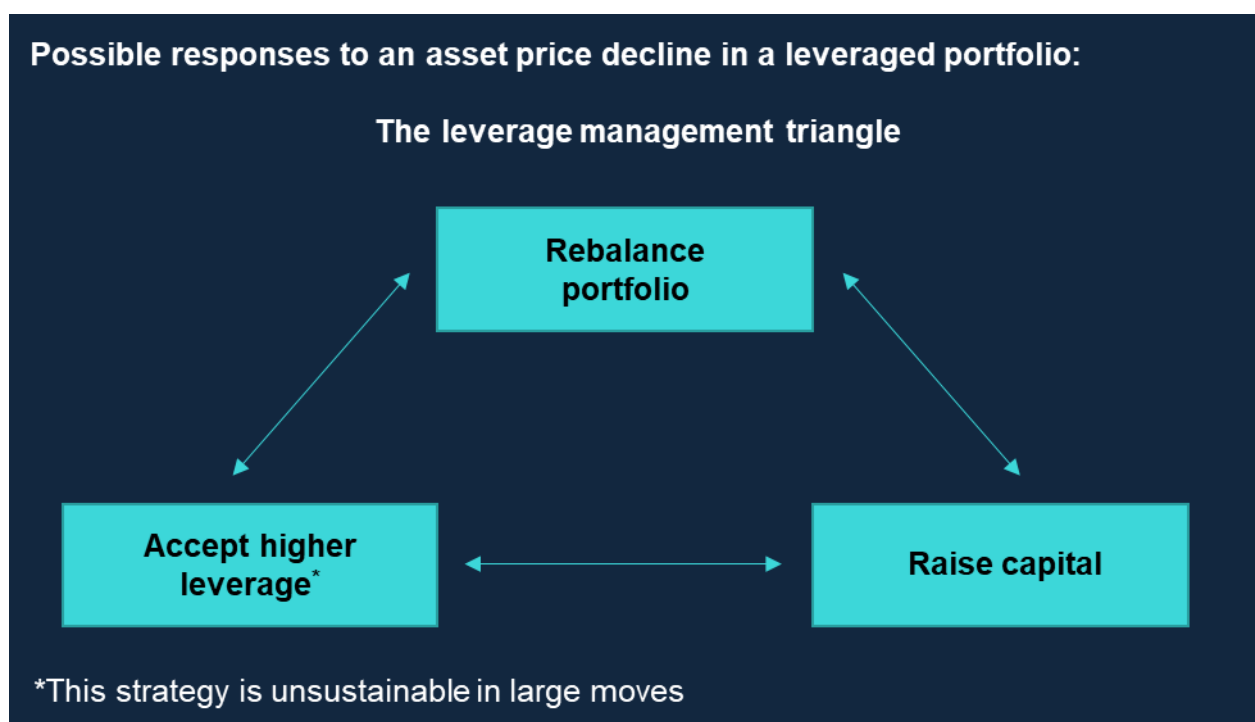 Possible responses to an asset price decline in a leveraged portfolio:
The leverage management triangle
Rebalance
portfolio
Accept higher
leverage*
Raise capital
*This strategy is unsustainable in large moves